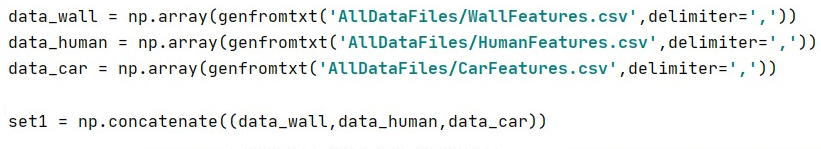 data_wall = np.array(genfromtxt('AllDataFiles/WallFeatures.csv',delimiter=','))
data_human = np.array(genfromtxt('AllDataFiles/HumanFeatures.csv',delimiter=','))
data_car = np.array(genfromtxt('AllDataFiles/CarFeatures.csv',delimiter=','))
set1 = np.concatenate((data_wall,data_human,data_car))